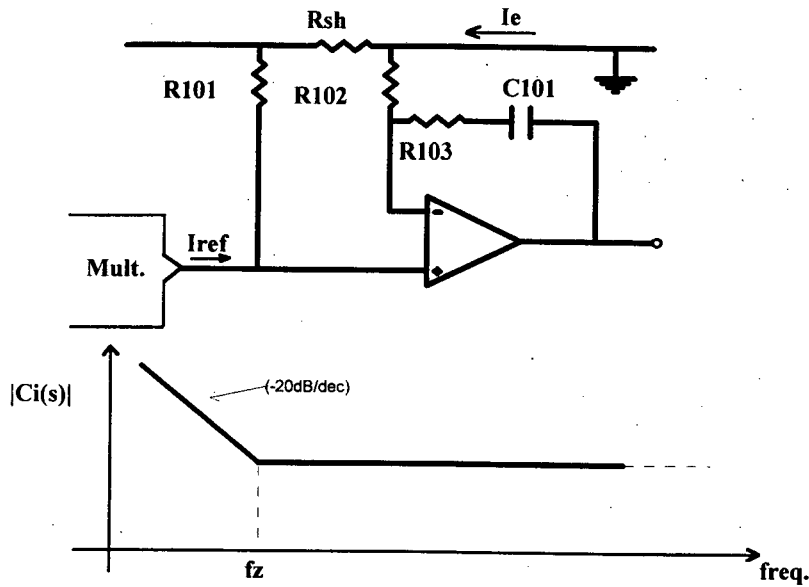 Rsh
Ie
R101
R102
C101
R103
Iref
Mult.
-
+
|Ci(s)|
(-20dB/dec)
fz
freq.